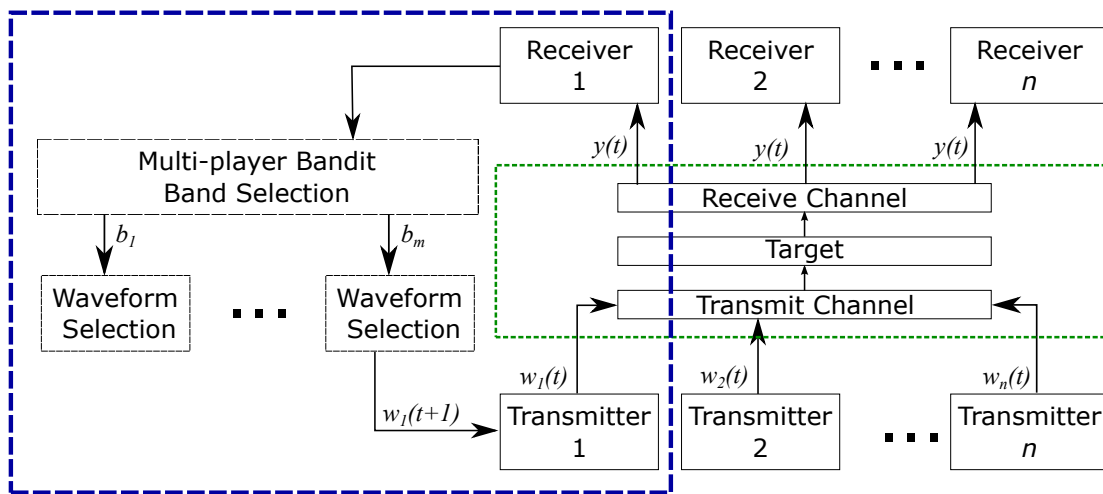 Receiver
1
Receiver
2
Receiver
n
Multi-player Bandit
Band Selection
y(t)
y(t)
y(t)
Receive Channel
b1
bm
Target
Waveform
Selection
Waveform
Selection
Transmit Channel
w1(t)
w2(t)
wn(t)
w1(t+1)
Transmitter
1
Transmitter
2
Transmitter
n